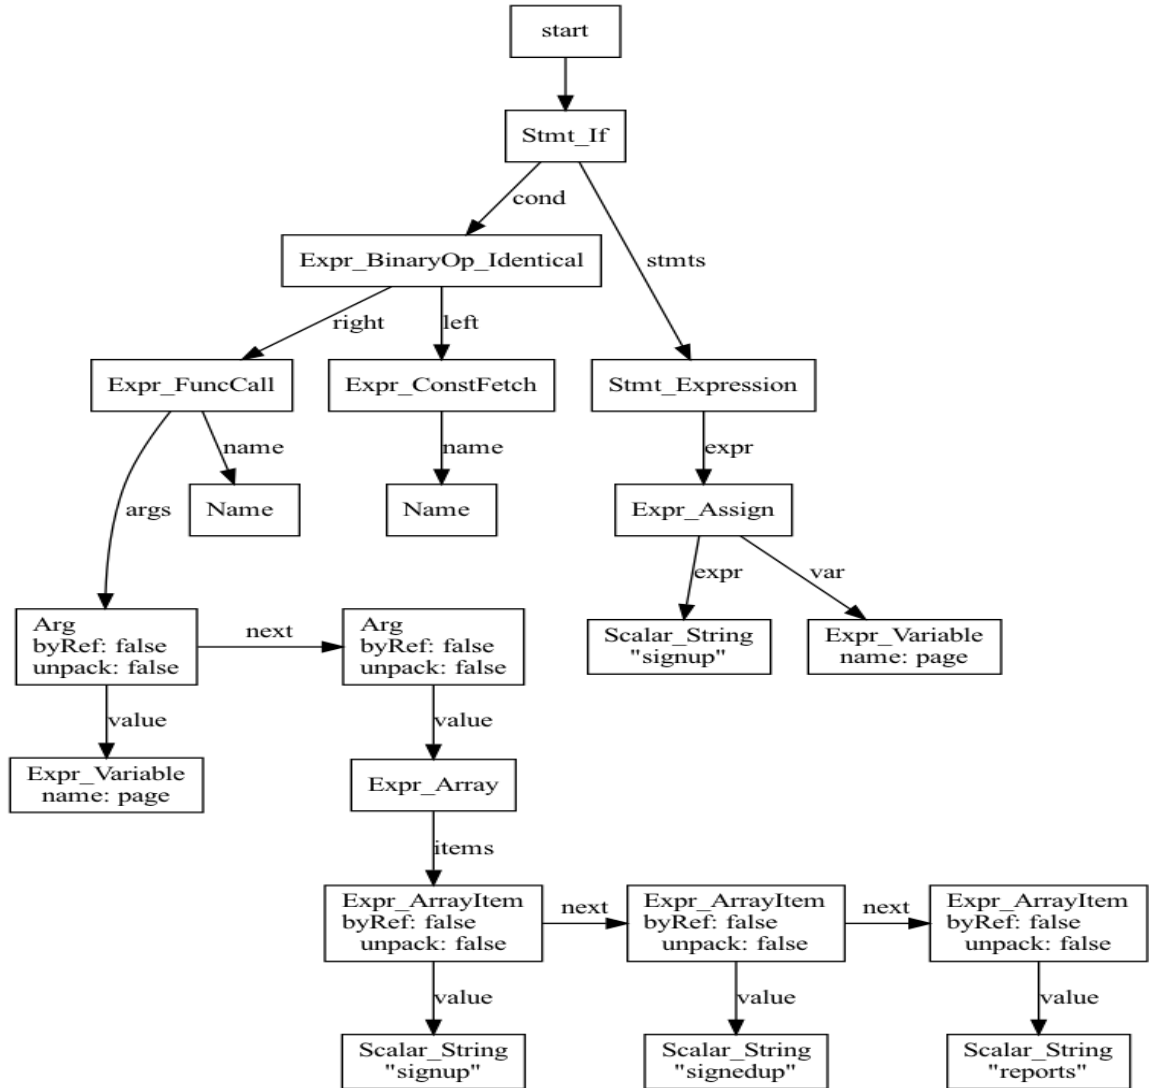 start
Stmt_If
cond
Expr_BinaryOp_Identical
stmts
right
left
Expr_FuncCall
Expr_ConstFetch
Stmt_Expression
name
name
expr
args
Name
Name
Expr_Assign
expr
var
Arg
byRef: false
unpack: false
next
Arg
byRef: false
unpack: false
Scalar_String
"signup"
Expr_Variable
name: page
value
value
Expr_Variable
name: page
Expr_Array
items
Expr_ArrayItem
byRef: false
unpack: false
next
Expr_ArrayItem
byRef: false
unpack: false
next
Expr_ArrayItem
byRef: false
unpack: false
value
value
value
Scalar_String
"signup"
Scalar_String
"signedup"
Scalar_String
"reports"